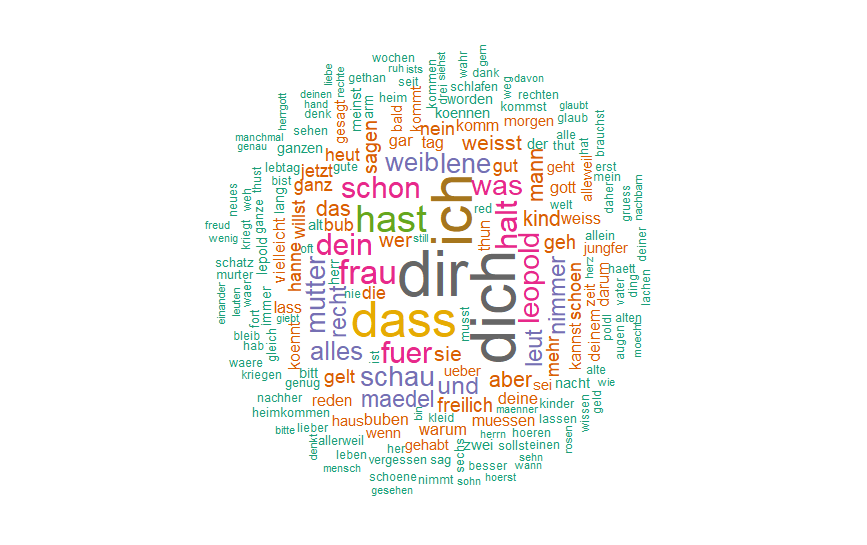 gern
wochen
wahr
siehst
ruh
ists
kommen
dank
davon
liebe
rechte
seit
drei
weg
gethan
schlafen
deinen
heim
worden
rechten
hand
meinst
arm
kommt
kommst
glaubt
herrgott
denk
bald
koennen
glaub
gesagt
nein
komm
morgen
brauchst
sehen
sagen
gar
tag
weisst
der
alle
thut
hat
manchmal
genau
ganzen
heut
weib
lene
gut
geht
erst
alleweil
lebtag
gute
jetzt
mann
gott
mein
daher
nachbarn
neues
thust
bist
ganz
schon
ich
was
welt
gruess
weh
lang
willst
das
hast
red
kind
weiss
freud
kriegt
ganze
alt
bub
halt
allein
deiner
wenig
vielleicht
hanne
dein
wer
still
thun
leopold
geh
jungfer
schatz
lepold
oft
herr
frau
dir
dich
nimmer
schoen
herz
haett
ding
lachen
murter
waer
immer
mutter
nie
die
zeit
darum
vater
einander
leuten
fort
lass
giebt
recht
dass
musst
leut
mehr
kannst
deinem
poldl
alten
augen
moecht
bleib
hab
gleich
koennt
alles
ist
fuer
sie
waere
bitt
gelt
schau
ueber
und
aber
sei
nacht
alte
wie
kriegen
genug
nachher
reden
maedel
freilich
deine
kinder
geld
heimkommen
haus
buben
bin
kleid
maenner
muessen
lassen
wissen
bitte
lieber
wenn
warum
herrn
hoeren
rosen
denkt
allerweil
her
gehabt
zwei
sollst
einen
leben
vergessen
sag
sechs
sehn
mensch
besser
wann
schoene
nimmt
sohn
hoerst
gesehen